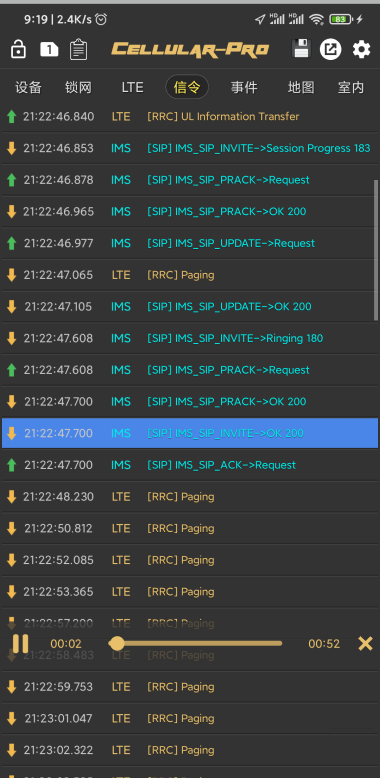 9:19 | 2.4K/s HD HD 83
1 CELLULAR-PRO
设备 锁网 LTE 信令 事件 地图 室内
21:22:46.840 LTE [RRC] UL Information Transfer
21:22:46.853 IMS [SIP] IMS_SIP_INVITE->Session Progress 183
21:22:46.878 IMS [SIP] IMS_SIP_PRACK->Request
21:22:46.965 IMS [SIP] IMS_SIP_PRACK->OK 200
21:22:46.977 IMS [SIP] IMS_SIP_UPDATE->Request
21:22:47.065 LTE [RRC] Paging
21:22:47.105 IMS [SIP] IMS_SIP_UPDATE->OK 200
21:22:47.608 IMS [SIP] IMS_SIP_INVITE->Ringing 180
21:22:47.608 IMS [SIP] IMS_SIP_PRACK->Request
21:22:47.700 IMS [SIP] IMS_SIP_PRACK->OK 200
21:22:47.700 IMS [SIP] IMS_SIP_INVITE->OK 200
21:22:47.700 IMS [SIP] IMS_SIP_ACK->Request
21:22:48.230 LTE [RRC] Paging
21:22:50.812 LTE [RRC] Paging
21:22:52.085 LTE [RRC] Paging
21:22:53.365 LTE [RRC] Paging
21:22:57.200 LTE [RRC] Paging
00:02 00:52
21:22:58.483 LTE [RRC] Paging
21:22:59.753 LTE [RRC] Paging
21:23:01.047 LTE [RRC] Paging
21:23:02.322 LTE [RRC] Paging